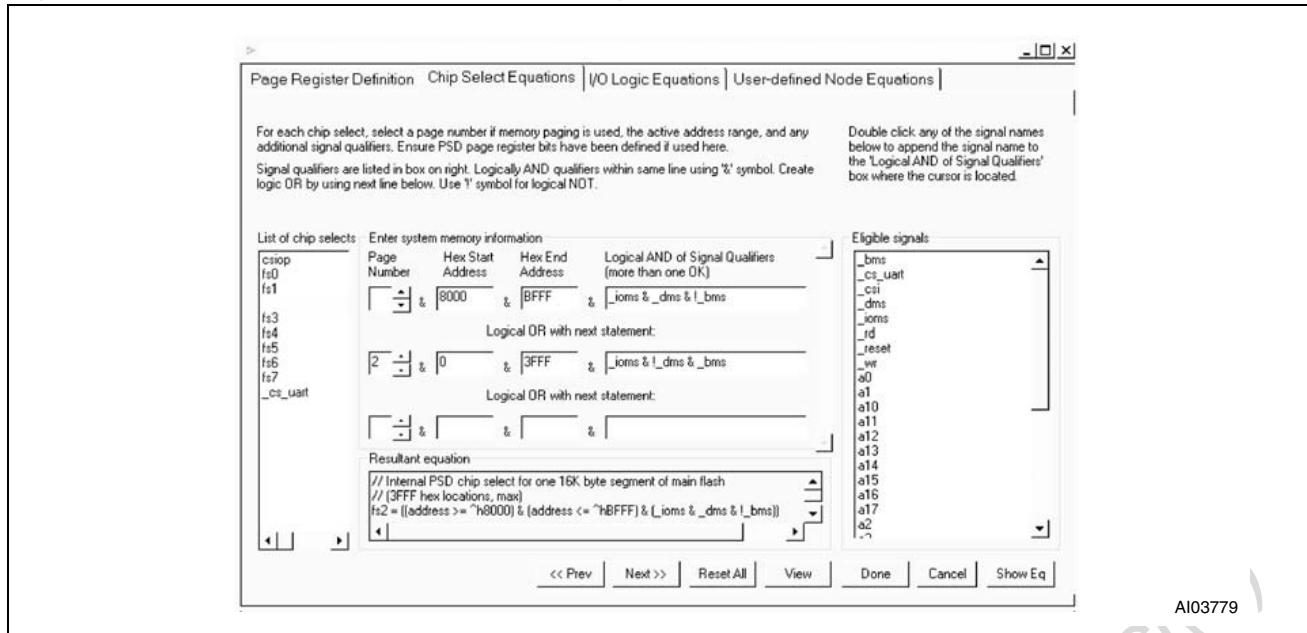 Page Register Definition Chip Select Equations I/O Logic Equations User-defined Node Equations
For each chip select, select a page number if memory paging is used, the active address range, and any
additional signal qualifiers. Ensure PSD page register bits have been defined if used here.
Signal qualifiers are listed in box on right. Logically AND qualifiers within same line using '&' symbol. Create
logic OR by using next line below. Use '!' symbol for logical NOT.
Double click any of the signal names
below to append the signal name to
the 'Logical AND of Signal Qualifiers'
box where the cursor is located.
List of chip selects
csiop
fs0
fs1
fs3
fs4
fs5
fs6
fs7
_cs_uart
Enter system memory information
Page Number Hex Start Address Hex End Address Logical AND of Signal Qualifiers (more than one OK)
& 8000 & BFFF & _ioms & _dms & !_bms
Logical OR with next statement:
2 & 0 & 3FFF & _ioms & !_dms & _bms
Logical OR with next statement:
& & &
Resultant equation
// Internal PSD chip select for one 16K byte segment of main flash
// (3FFF hex locations, max)
fs2 = ((address >= ^h8000) & (address <= ^hBFFF) & (_ioms & _dms & !_bms))
Eligible signals
_bms
_cs_uart
_csi
_dms
_ioms
_rd
_reset
_wr
a0
a1
a10
a11
a12
a13
a14
a15
a16
a17
a2
<< Prev Next >> Reset All View Done Cancel Show Eq
AI03779